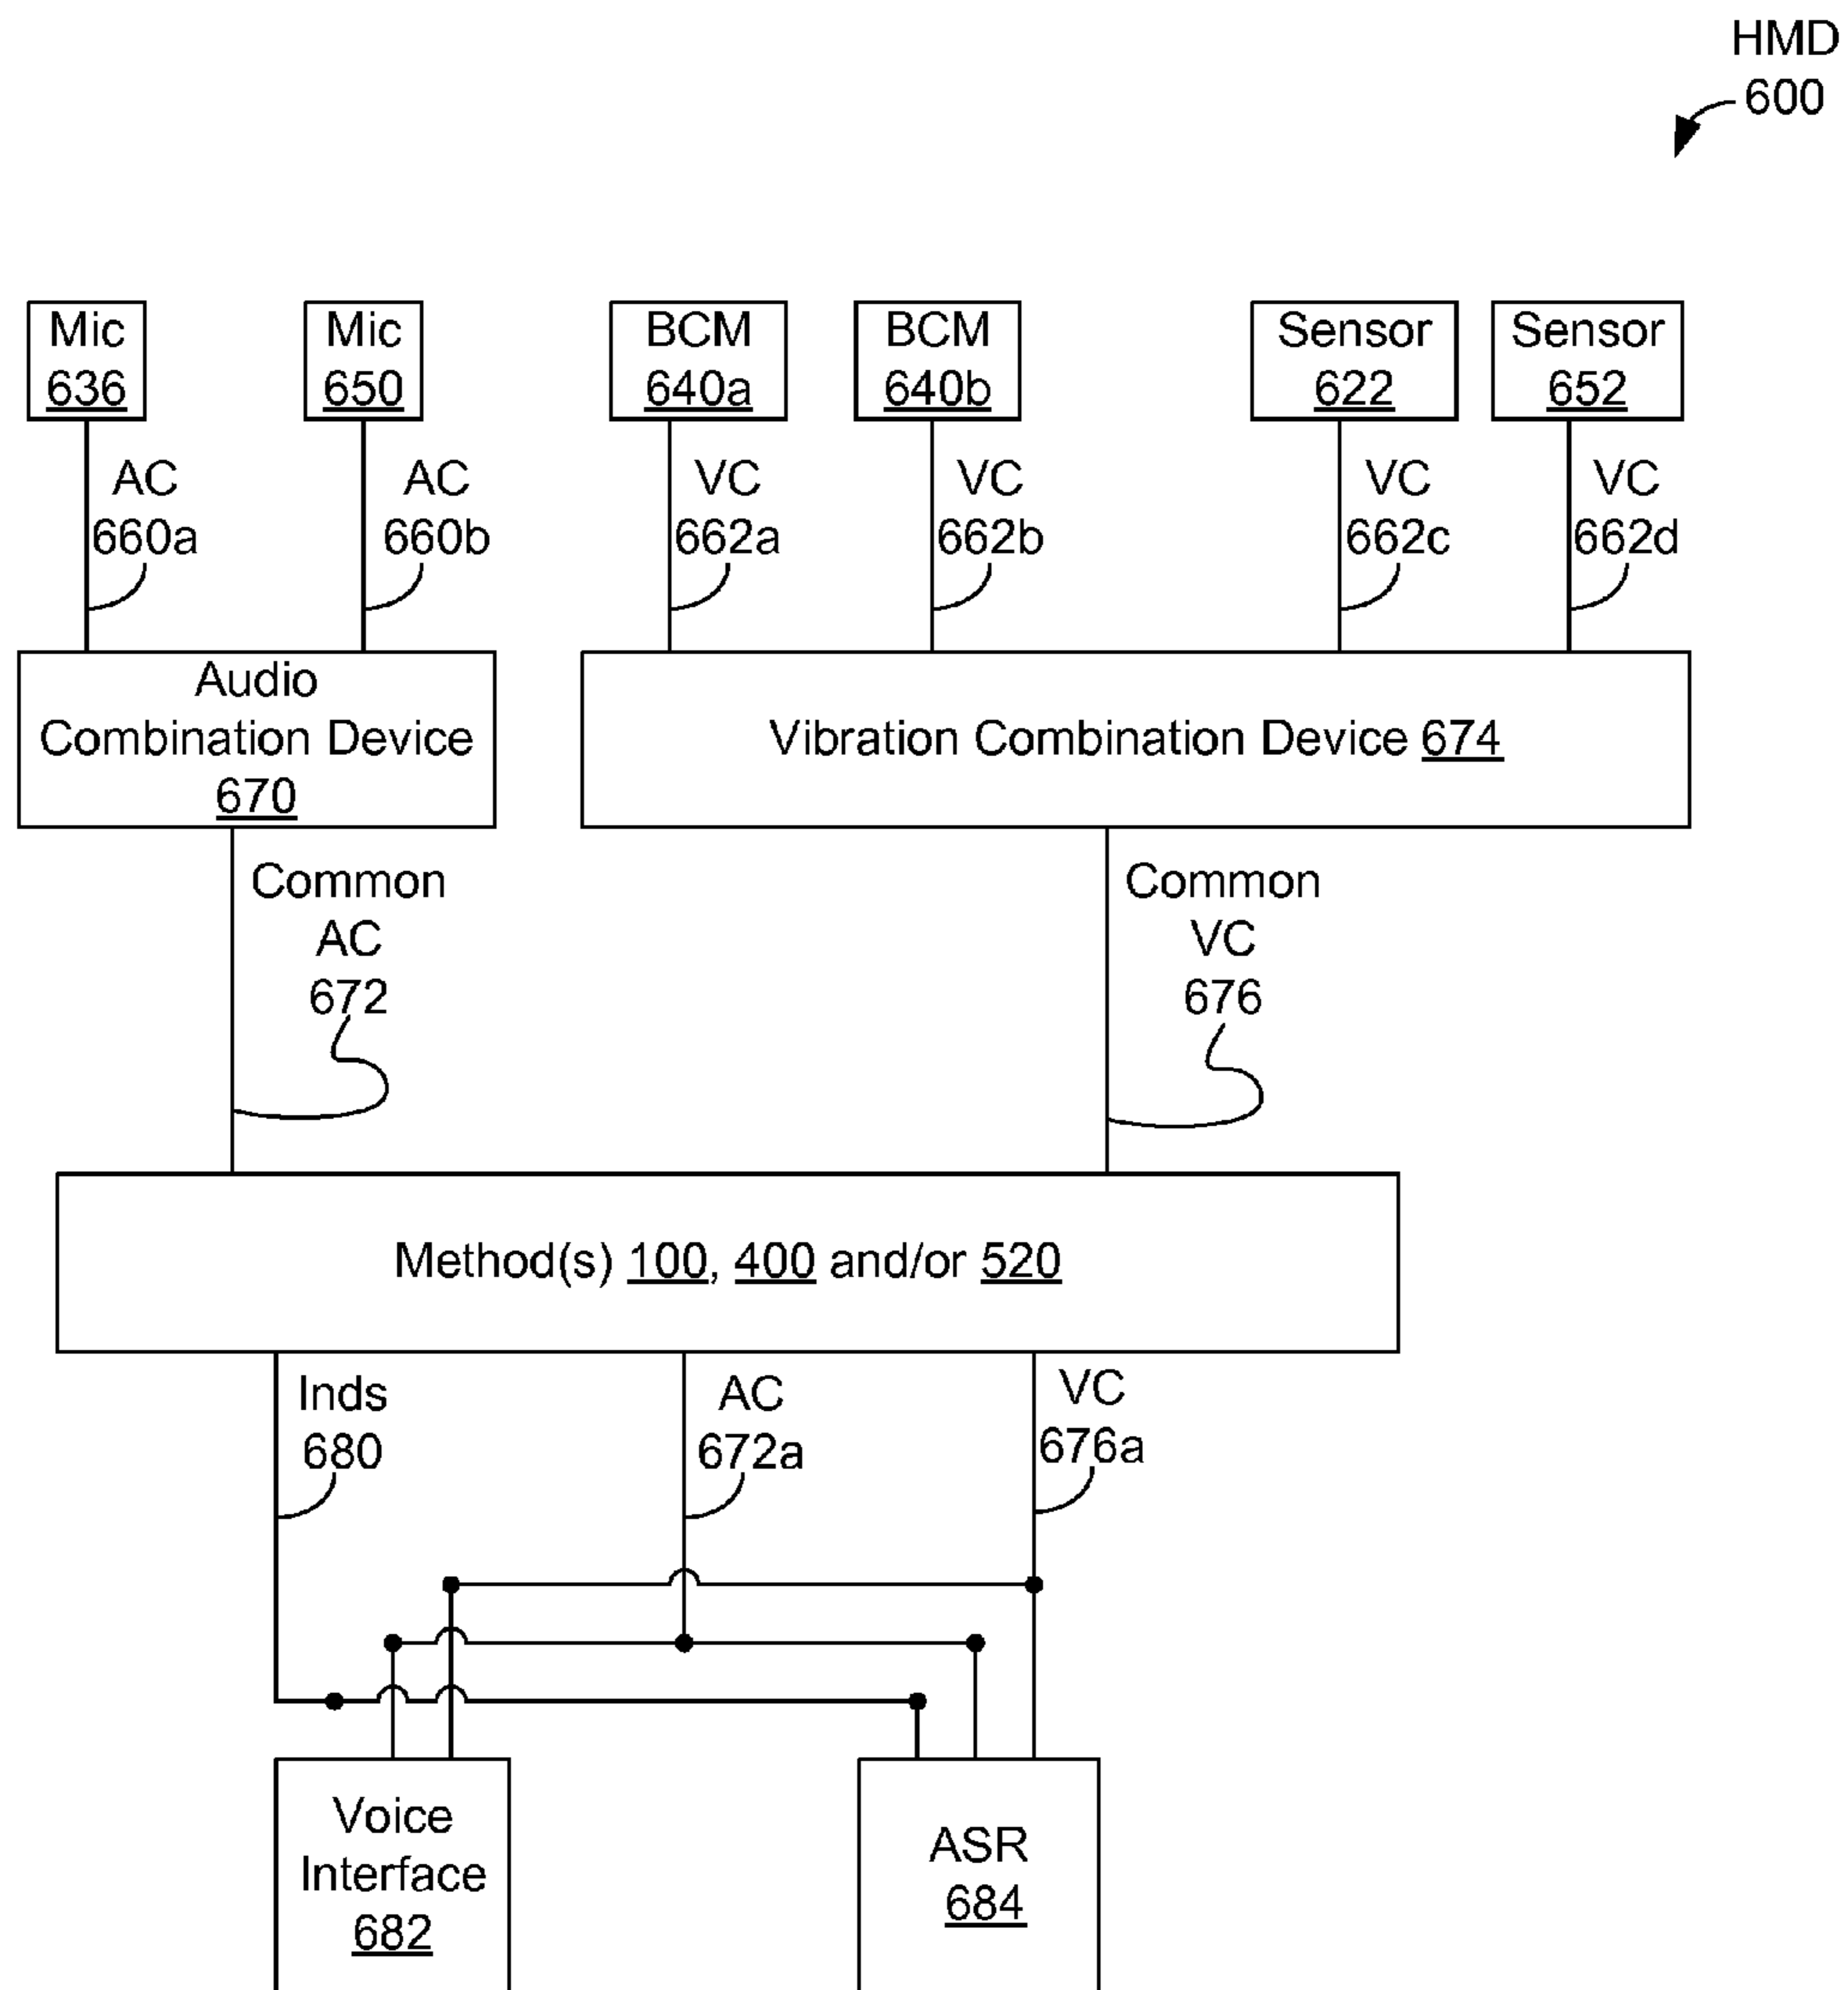 HMD
600
Mic
636
Mic
650
BCM
640a
BCM
640b
Sensor
622
Sensor
652
AC
660a
AC
660b
VC
662a
VC
662b
VC
662c
VC
662d
Audio
Combination Device
670
Vibration Combination Device 674
Common
AC
672
Common
VC
676
Method(s) 100, 400 and/or 520
Inds
680
AC
672a
VC
676a
Voice
Interface
682
ASR
684